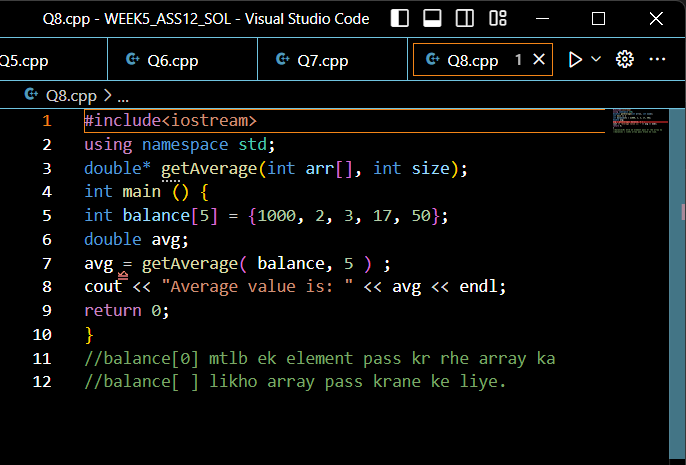 Q8.cpp - WEEK5_ASS12_SOL - Visual Studio Code
Q5.cpp Q6.cpp Q7.cpp Q8.cpp 1
Q8.cpp > ...
1 #include<iostream>
2 using namespace std;
3 double* getAverage(int arr[], int size);
4 int main () {
5 int balance[5] = {1000, 2, 3, 17, 50};
6 double avg;
7 avg = getAverage( balance, 5 ) ;
8 cout << "Average value is: " << avg << endl;
9 return 0;
10 }
11 //balance[0] mtlb ek element pass kr rhe array ka
12 //balance[ ] likho array pass krane ke liye.